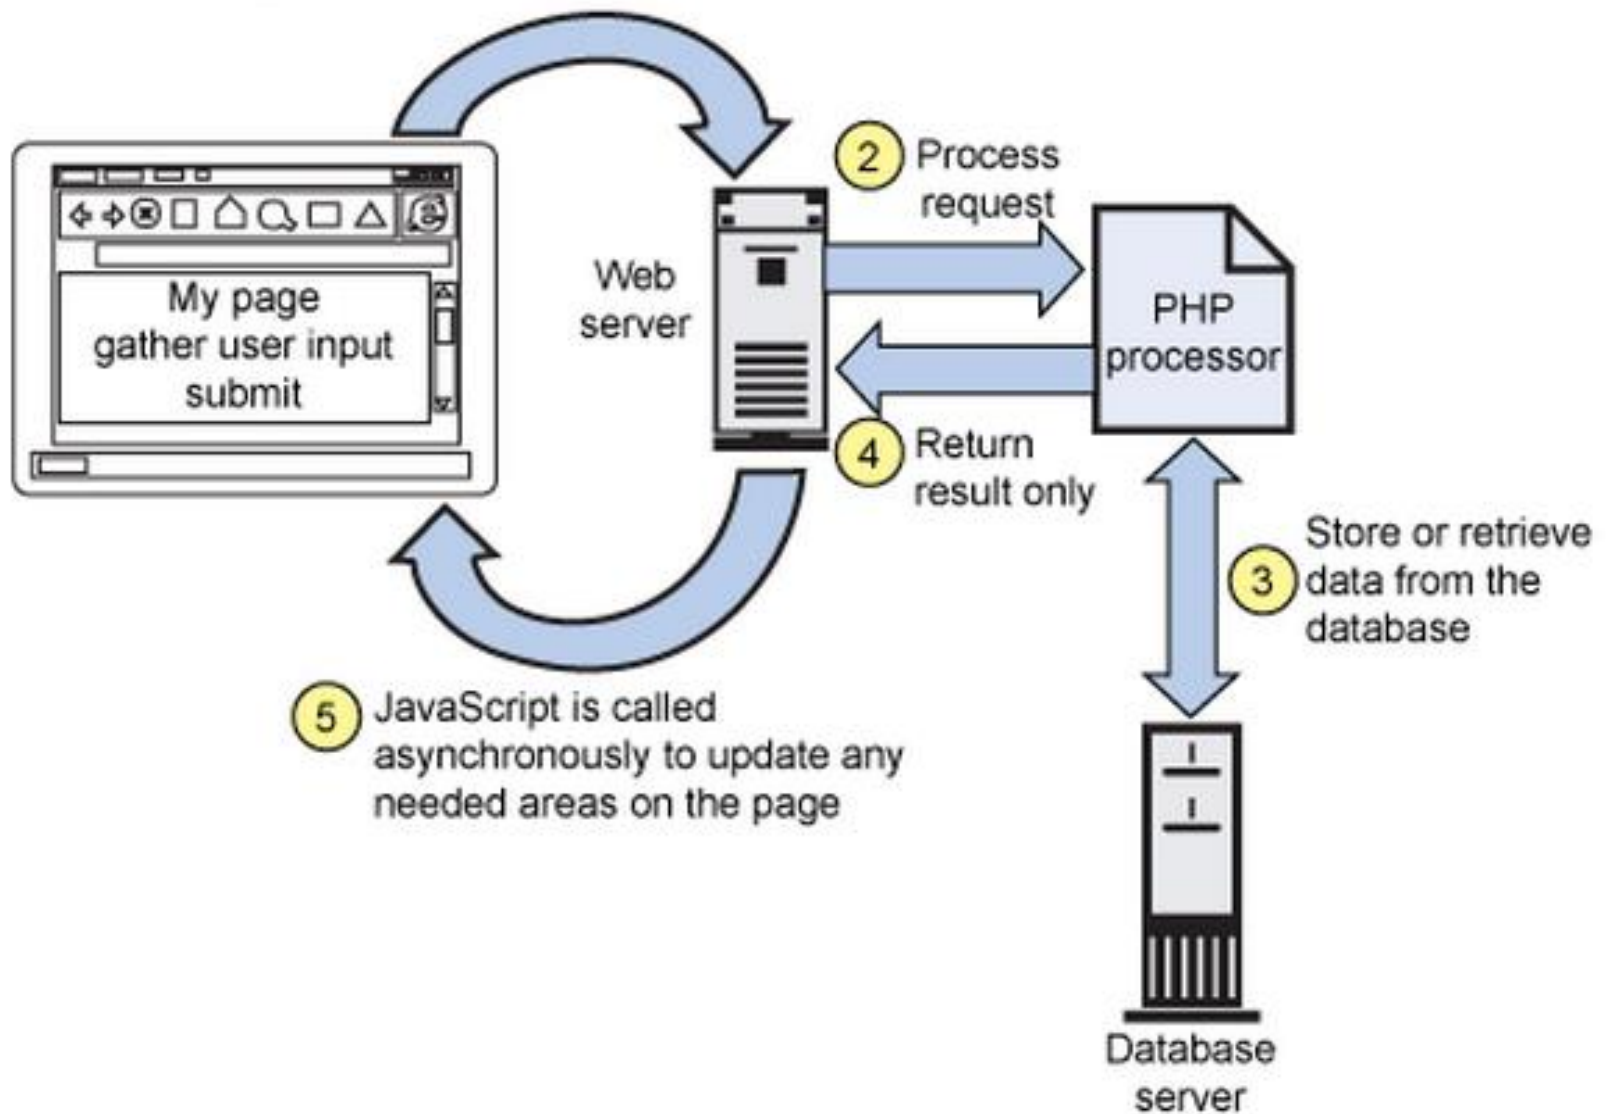 My page
gather user input
submit
Web
server
2
Process
request
PHP
processor
4
Return
result only
3
Store or retrieve
data from the
database
5
JavaScript is called
asynchronously to update any
needed areas on the page
Database
server